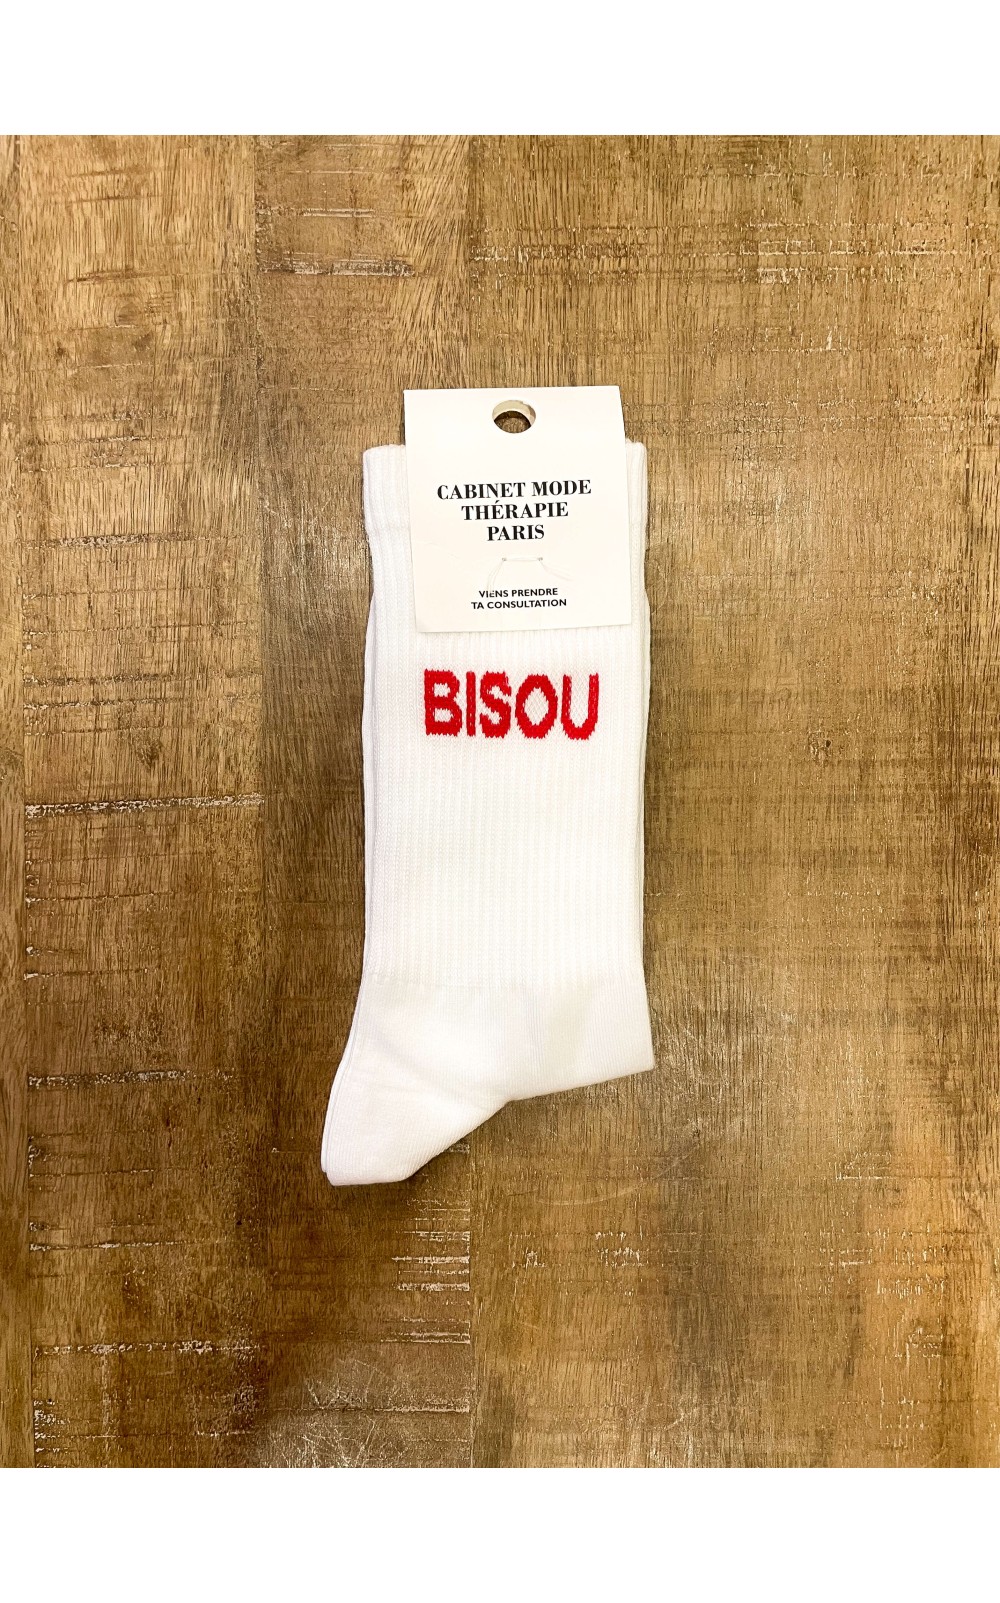 CABINET MODE
THÉRAPIE
PARIS
VIENS PRENDRE
TA CONSULTATION
BISOU